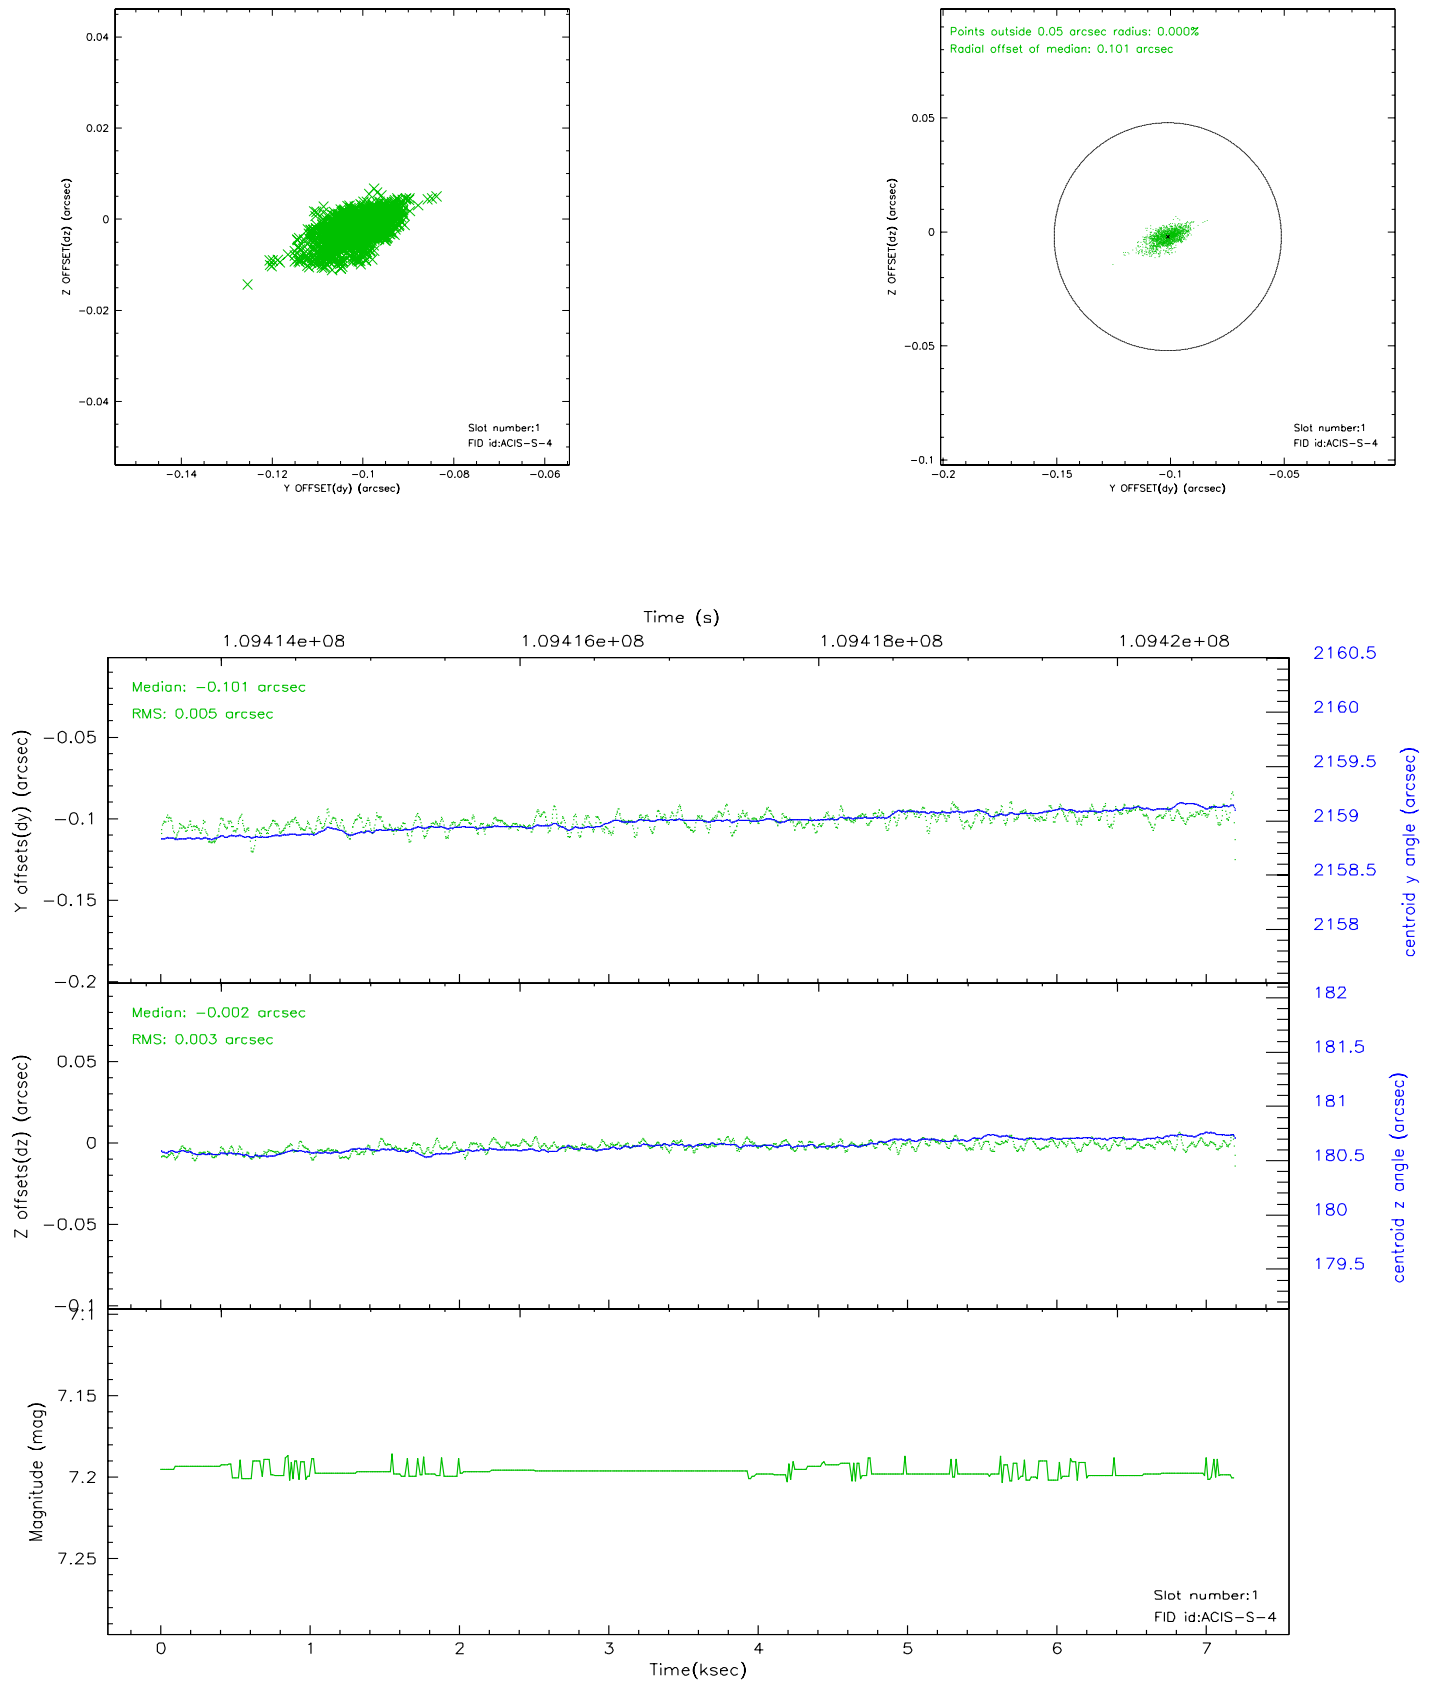 0.04
0.02
0
−0.02
−0.04
Z OFFSET(dz) (arcsec)
Slot number:1
FID id:ACIS−S−4
−0.14 −0.12 −0.1 −0.08 −0.06
Y OFFSET(dy) (arcsec)
Points outside 0.05 arcsec radius: 0.000%
Radial offset of median: 0.101 arcsec
0.05
0
−0.05
−0.1
Z OFFSET(dz) (arcsec)
Slot number:1
FID id:ACIS−S−4
−0.2 −0.15 −0.1 −0.05
Y OFFSET(dy) (arcsec)
Time (s)
1.09414e+08 1.09416e+08 1.09418e+08 1.0942e+08
Median: −0.101 arcsec
RMS: 0.005 arcsec
−0.05
−0.1
−0.15
−0.2
Y offsets(dy) (arcsec)
2160.5
2160
2159.5
2159
2158.5
2158
centroid y angle (arcsec)
Median: −0.002 arcsec
RMS: 0.003 arcsec
0.05
0
−0.05
−0.1
Z offsets(dz) (arcsec)
182
181.5
181
180.5
180
179.5
centroid z angle (arcsec)
7.1
7.15
7.2
7.25
Magnitude (mag)
Slot number:1
FID id:ACIS−S−4
0 1 2 3 4 5 6 7
Time(ksec)